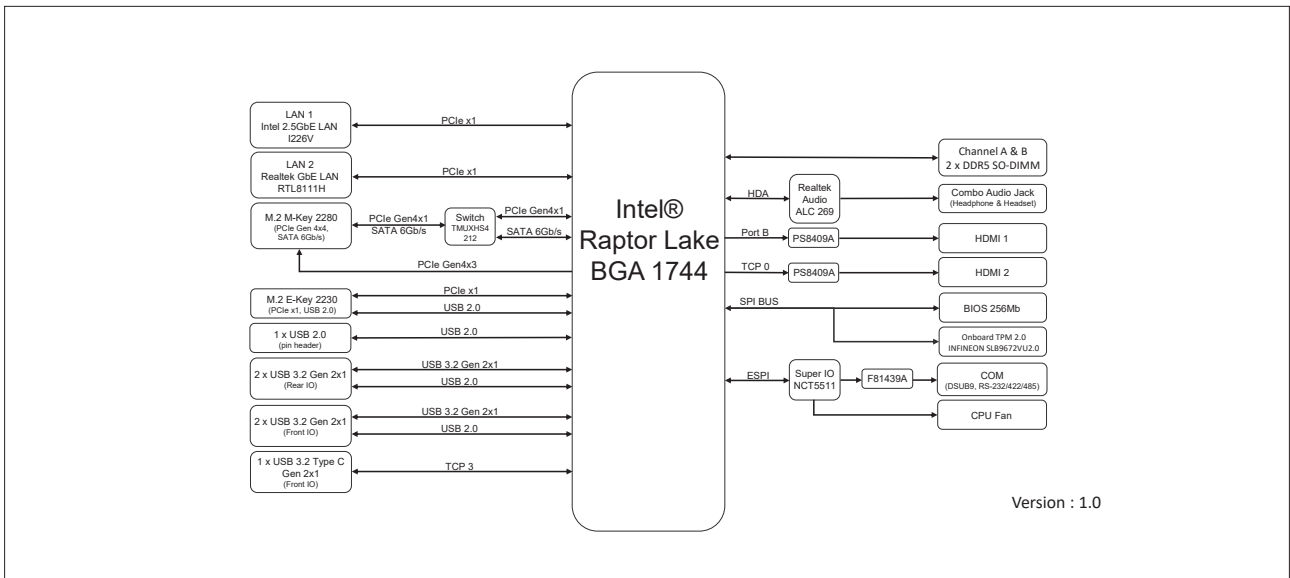 LAN 1
Intel 2.5GbE LAN
I226V
PCIe x1
LAN 2
Realtek GbE LAN
RTL8111H
PCIe x1
M.2 M-Key 2280
(PCIe Gen 4x4,
SATA 6Gb/s)
PCIe Gen4x1
SATA 6Gb/s
Switch
TMUXHS4
212
PCIe Gen4x1
SATA 6Gb/s
PCIe Gen4x3
M.2 E-Key 2230
(PCIe x1, USB 2.0)
PCIe x1
USB 2.0
1 x USB 2.0
(pin header)
USB 2.0
2 x USB 3.2 Gen 2x1
(Rear IO)
USB 3.2 Gen 2x1
USB 2.0
2 x USB 3.2 Gen 2x1
(Front IO)
USB 3.2 Gen 2x1
USB 2.0
1 x USB 3.2 Type C
Gen 2x1
(Front IO)
TCP 3
Intel®
Raptor Lake
BGA 1744
Channel A & B
2 x DDR5 SO-DIMM
HDA
Realtek
Audio
ALC 269
Combo Audio Jack
(Headphone & Headset)
Port B
PS8409A
HDMI 1
TCP 0
PS8409A
HDMI 2
SPI BUS
BIOS 256Mb
Onboard TPM 2.0
INFINEON SLB9672VU2.0
ESPI
Super IO
NCT5511
F81439A
COM
(DSUB9, RS-232/422/485)
CPU Fan
Version : 1.0